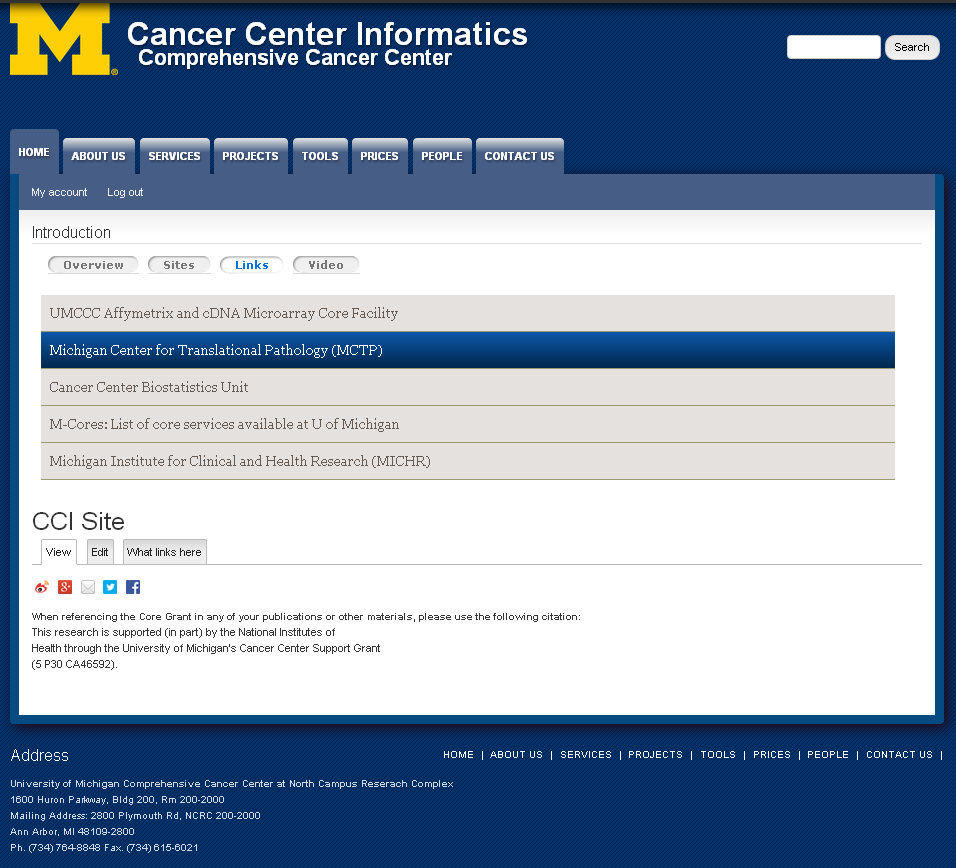 M®
Cancer Center Informatics
Comprehensive Cancer Center
Search
HOME ABOUT US SERVICES PROJECTS TOOLS PRICES PEOPLE CONTACT US
My account Log out
Introduction
Overview Sites Links Video
UMCCC Affymetrix and cDNA Microarray Core Facility
Michigan Center for Translational Pathology (MCTP)
Cancer Center Biostatistics Unit
M-Cores: List of core services available at U of Michigan
Michigan Institute for Clinical and Health Research (MICHR)
CCI Site
View Edit What links here
When referencing the Core Grant in any of your publications or other materials, please use the following citation:
This research is supported (in part) by the National Institutes of
Health through the University of Michigan's Cancer Center Support Grant
(5 P30 CA46592).
Address
HOME | ABOUT US | SERVICES | PROJECTS | TOOLS | PRICES | PEOPLE | CONTACT US |
University of Michigan Comprehensive Cancer Center at North Campus Reserach Complex
1600 Huron Parkway, Bldg 200, Rm 200-2000
Mailing Address: 2800 Plymouth Rd, NCRC 200-2000
Ann Arbor, MI 48109-2800
Ph. (734) 764-8848 Fax. (734) 615-6021